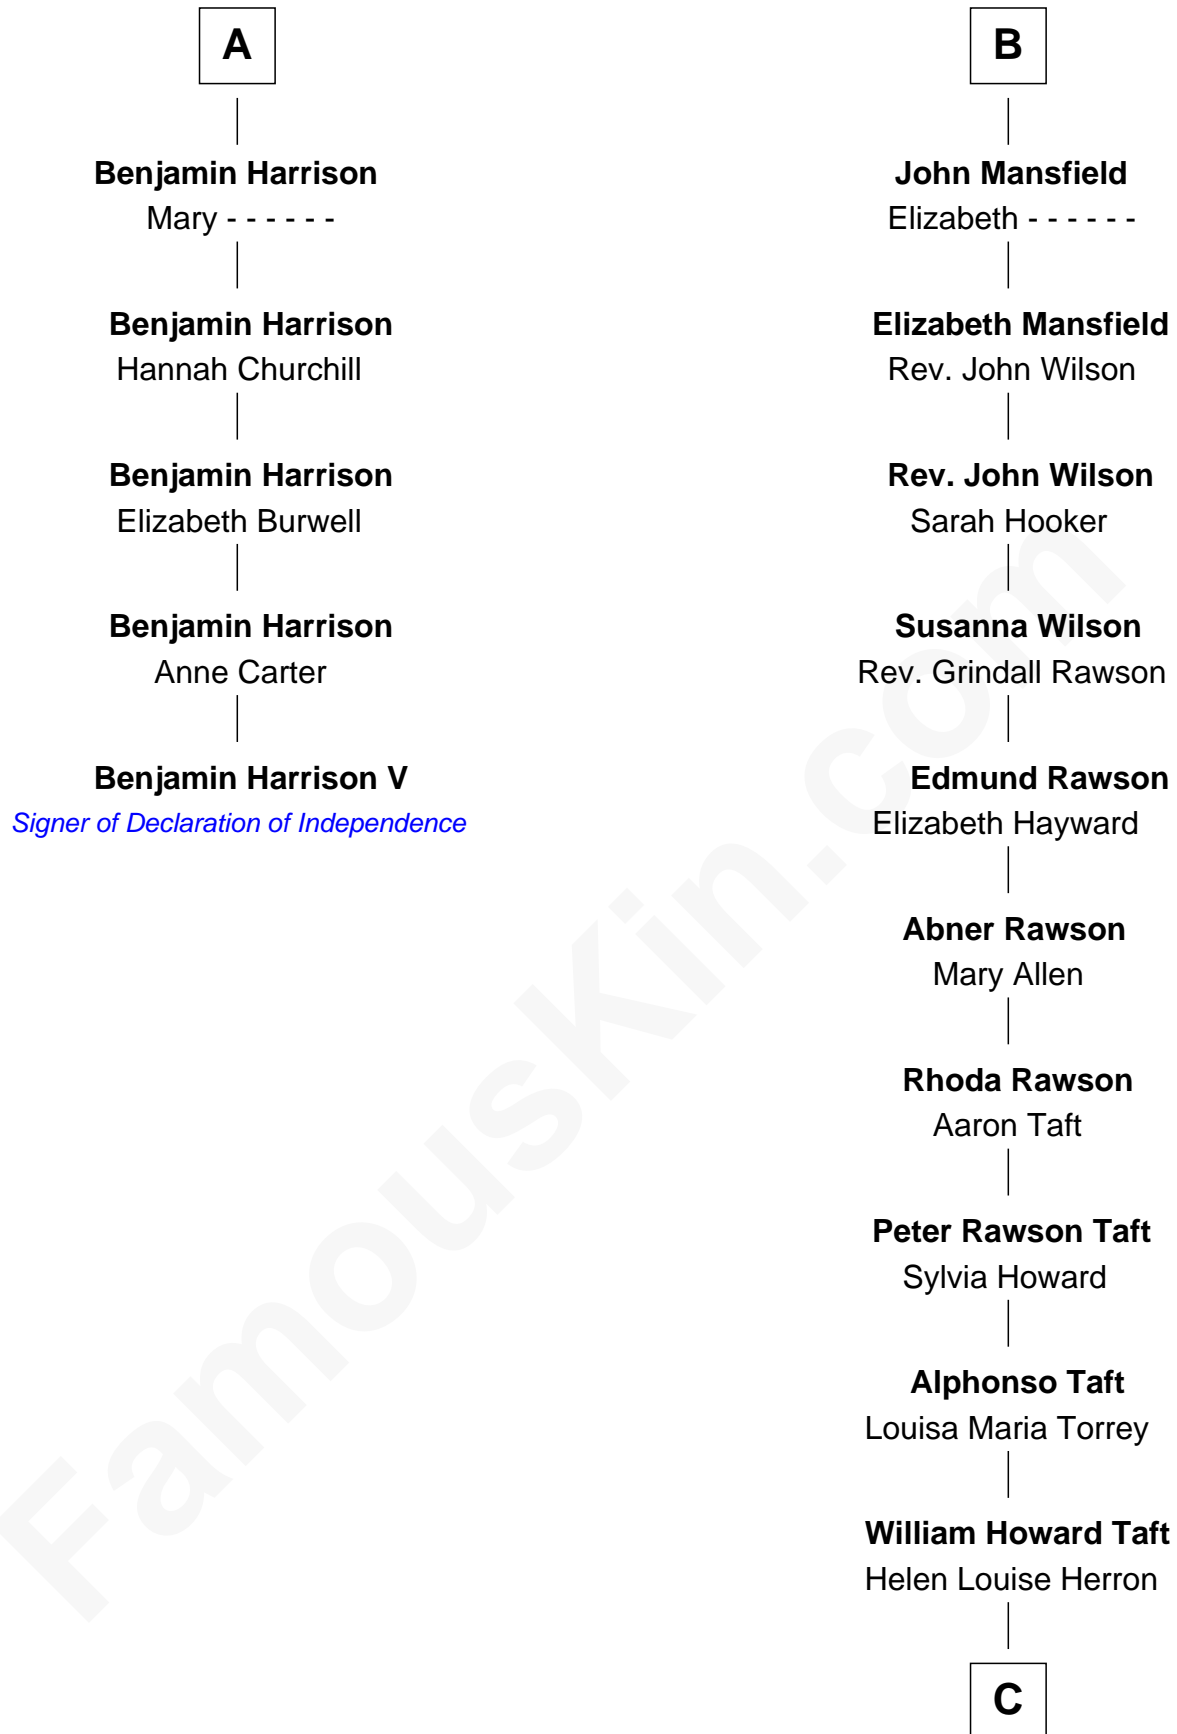 A
Benjamin Harrison
Mary - - - - - -
Benjamin Harrison
Hannah Churchill
Benjamin Harrison
Elizabeth Burwell
Benjamin Harrison
Anne Carter
Benjamin Harrison V
Signer of Declaration of Independence
B
John Mansfield
Elizabeth - - - - - -
Elizabeth Mansfield
Rev. John Wilson
Rev. John Wilson
Sarah Hooker
Susanna Wilson
Rev. Grindall Rawson
Edmund Rawson
Elizabeth Hayward
Abner Rawson
Mary Allen
Rhoda Rawson
Aaron Taft
Peter Rawson Taft
Sylvia Howard
Alphonso Taft
Louisa Maria Torrey
William Howard Taft
Helen Louise Herron
C
FamousKin.com